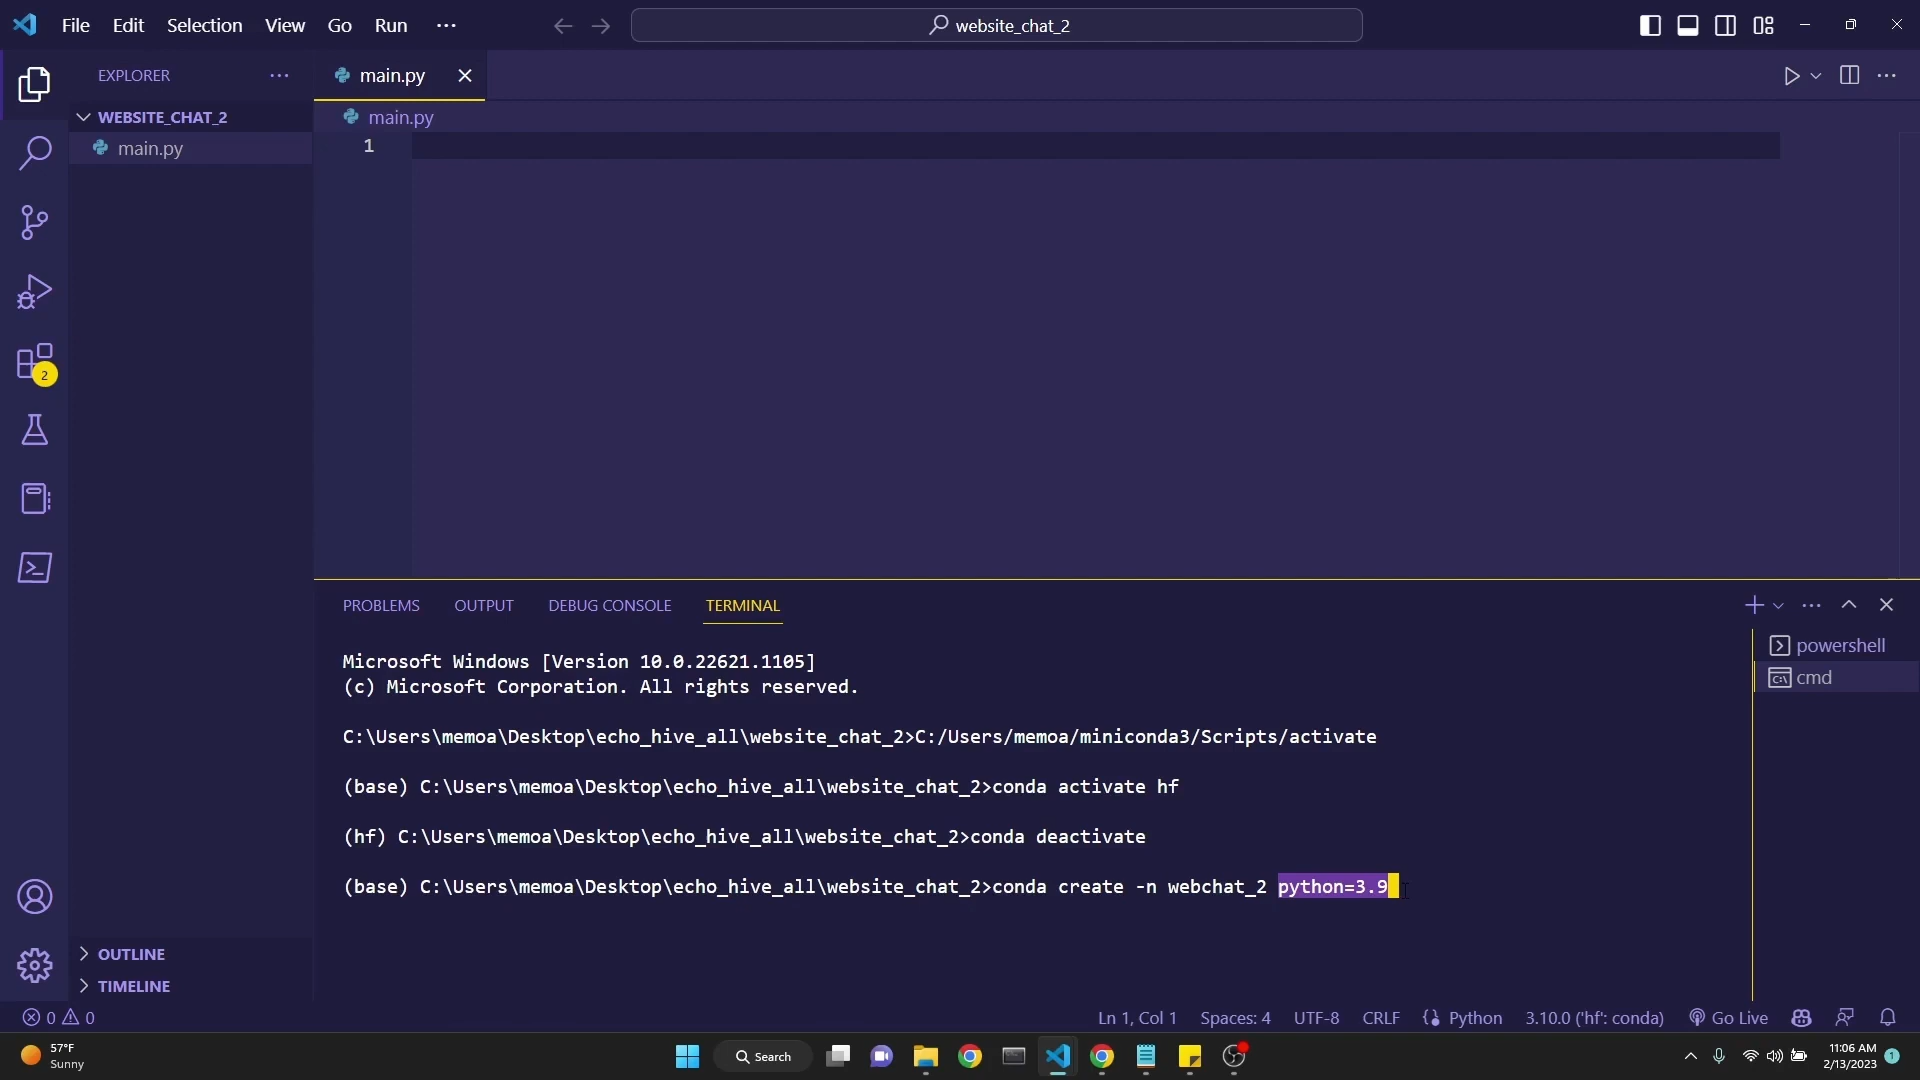 File Edit Selection View Go Run ···
website_chat_2
EXPLORER ···
main.py
WEBSITE_CHAT_2
main.py
main.py
1
2
PROBLEMS OUTPUT DEBUG CONSOLE TERMINAL
Microsoft Windows [Version 10.0.22621.1105]
(c) Microsoft Corporation. All rights reserved.
C:\Users\memoa\Desktop\echo_hive_all\website_chat_2>C:/Users/memoa/miniconda3/Scripts/activate
(base) C:\Users\memoa\Desktop\echo_hive_all\website_chat_2>conda activate hf
(hf) C:\Users\memoa\Desktop\echo_hive_all\website_chat_2>conda deactivate
(base) C:\Users\memoa\Desktop\echo_hive_all\website_chat_2>conda create -n webchat_2 python=3.9
powershell
cmd
OUTLINE
TIMELINE
0 0
Ln 1, Col 1 Spaces: 4 UTF-8 CRLF Python 3.10.0 ('hf': conda) Go Live
57°F
Sunny
Search
11:06 AM
2/13/2023
1